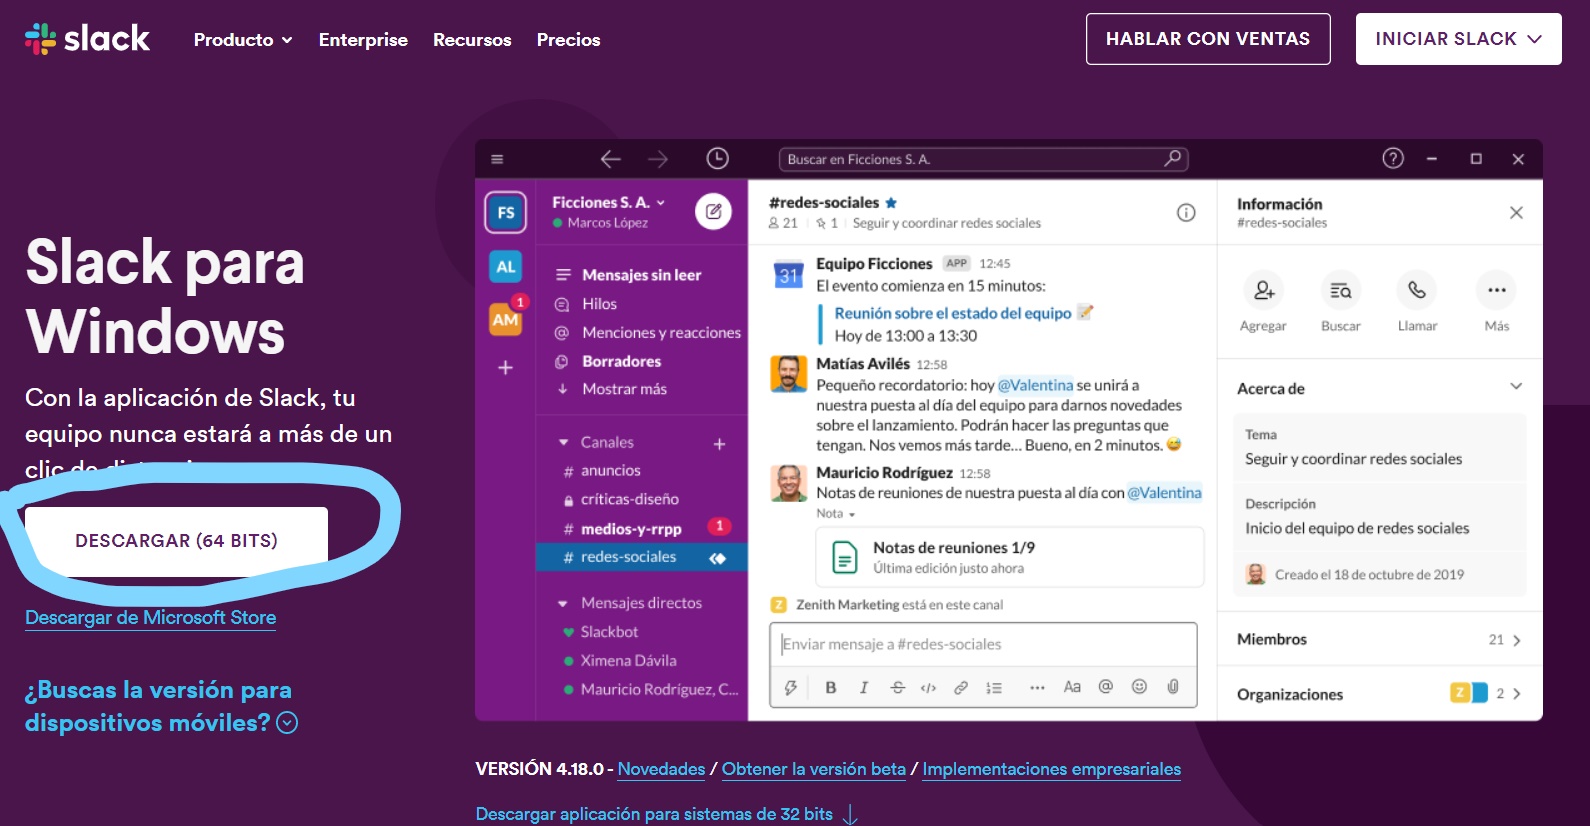 slack
Producto
Enterprise
Recursos
Precios
HABLAR CON VENTAS
INICIAR SLACK
Slack para
Windows
Con la aplicación de Slack, tu
equipo nunca estará a más de un
clic de
DESCARGAR (64 BITS)
Descargar de Microsoft Store
¿Buscas la versión para
dispositivos móviles?
Buscar en Ficciones S. A.
FS
AL
AM
1
Ficciones S. A.
Marcos López
Mensajes sin leer
Hilos
Menciones y reacciones
Borradores
Mostrar más
Canales
# anuncios
críticas-diseño
# medios-y-rrpp 1
# redes-sociales
Mensajes directos
Slackbot
Ximena Dávila
Mauricio Rodríguez, C...
#redes-sociales
21 | 1 | Seguir y coordinar redes sociales
31
Equipo Ficciones APP 12:45
El evento comienza en 15 minutos:
Reunión sobre el estado del equipo
Hoy de 13:00 a 13:30
Matías Avilés 12:58
Pequeño recordatorio: hoy @Valentina se unirá a
nuestra puesta al día del equipo para darnos novedades
sobre el lanzamiento. Podrán hacer las preguntas que
tengan. Nos vemos más tarde... Bueno, en 2 minutos.
Mauricio Rodríguez 12:58
Notas de reuniones de nuestra puesta al día con @Valentina
Nota
Notas de reuniones 1/9
Última edición justo ahora
Z Zenith Marketing está en este canal
Enviar mensaje a #redes-sociales
B I S </> ... Aa @
Información
#redes-sociales
Agregar
Buscar
Llamar
Más
Acerca de
Tema
Seguir y coordinar redes sociales
Descripción
Inicio del equipo de redes sociales
Creado el 18 de octubre de 2019
Miembros 21
Organizaciones Z 2
VERSIÓN 4.18.0 - Novedades / Obtener la versión beta / Implementaciones empresariales
Descargar aplicación para sistemas de 32 bits